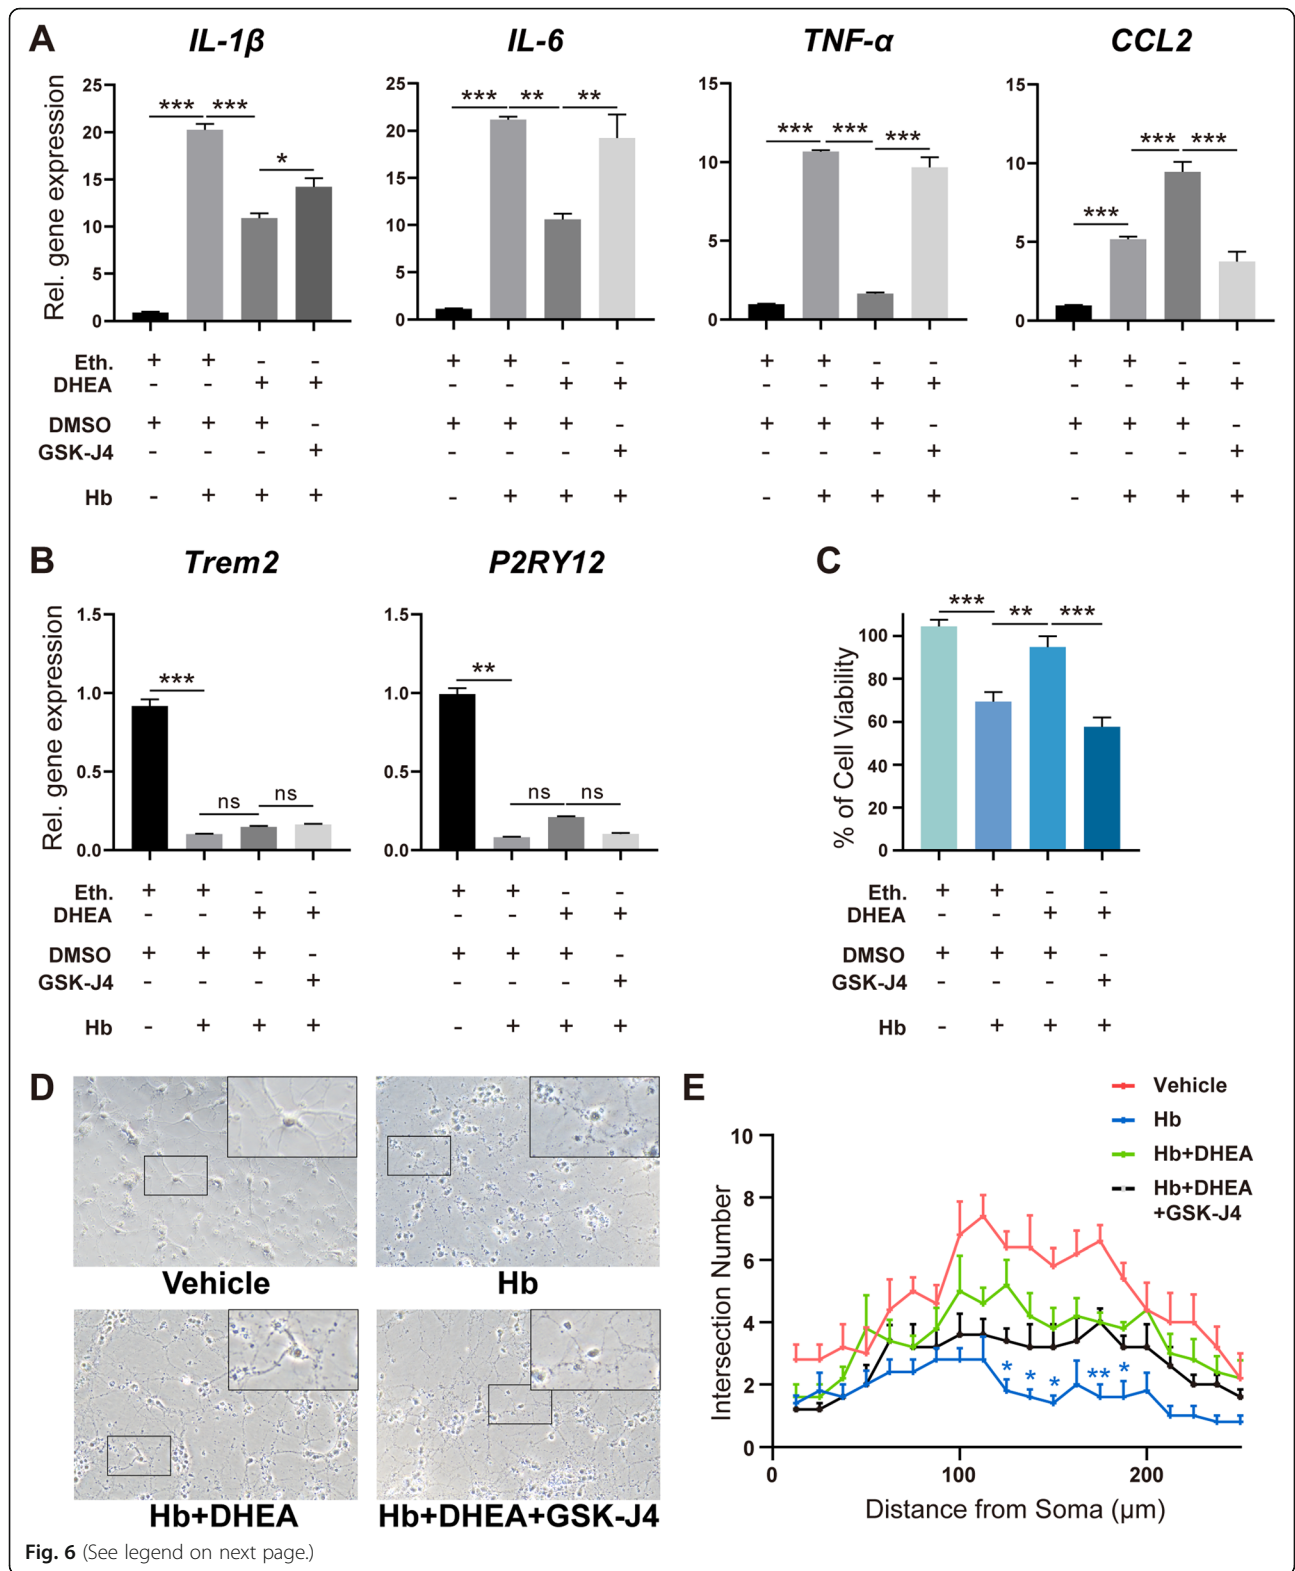 A
IL-1β IL-6 TNF-α CCL2
Rel. gene expression
25 20 15 10 5 0
*** *** *
25 20 15 10 5 0
*** ** **
15 10 5 0
*** *** ***
15 10 5 0
*** *** ***
Eth. + + - - + + - - + + - - + + - -
DHEA - - + + - - + + - - + + - - + +
DMSO + + + - + + + - + + + - + + + -
GSK-J4 - - - + - - - + - - - + - - - +
Hb - + + + - + + + - + + + - + + +
B
Trem2 P2RY12
Rel. gene expression
1.5 1.0 0.5 0.0
*** ns ns
1.5 1.0 0.5 0.0
** ns ns
Eth. + + - - + + - -
DHEA - - + + - - + +
DMSO + + + - + + + -
GSK-J4 - - - + - - - +
Hb - + + + - + + +
C
% of Cell Viability
100 80 60 40 20 0
*** ** ***
Eth. + + - -
DHEA - - + +
DMSO + + + -
GSK-J4 - - - +
Hb - + + +
D
Vehicle Hb
Hb+DHEA Hb+DHEA+GSK-J4
E
Vehicle
Hb
Hb+DHEA
Hb+DHEA
+GSK-J4
Intersection Number
10 8 6 4 2 0
* * * ** *
0 100 200
Distance from Soma (μm)
Fig. 6 (See legend on next page.)